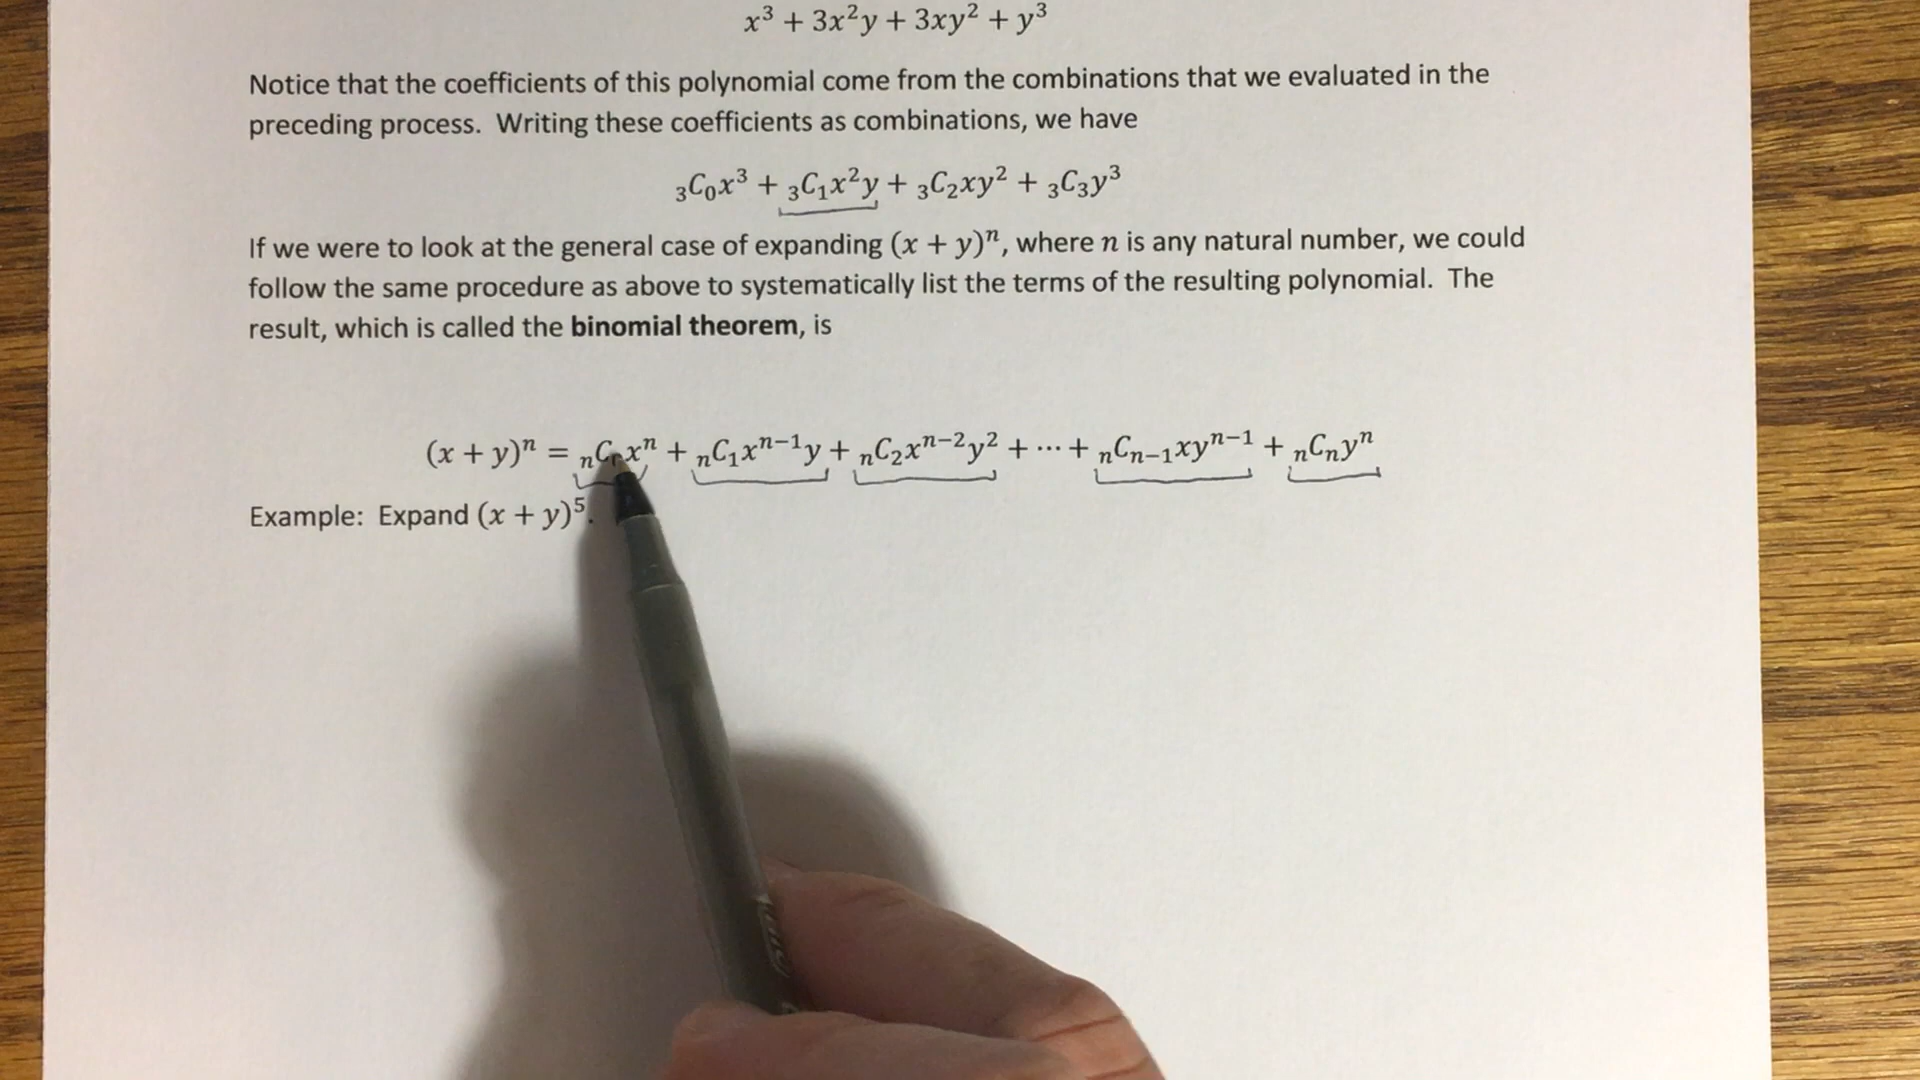 x³ + 3x²y + 3xy² + y³
Notice that the coefficients of this polynomial come from the combinations that we evaluated in the
preceding process. Writing these coefficients as combinations, we have
₃C₀x³ + ₃C₁x²y + ₃C₂xy² + ₃C₃y³
If we were to look at the general case of expanding (x + y)ⁿ, where n is any natural number, we could
follow the same procedure as above to systematically list the terms of the resulting polynomial. The
result, which is called the binomial theorem, is
(x + y)ⁿ = ₙC xⁿ + ₙC₁xⁿ⁻¹y + ₙC₂xⁿ⁻²y² + ⋯ + ₙCₙ₋₁xyⁿ⁻¹ + ₙCₙyⁿ
Example: Expand (x + y)⁵.